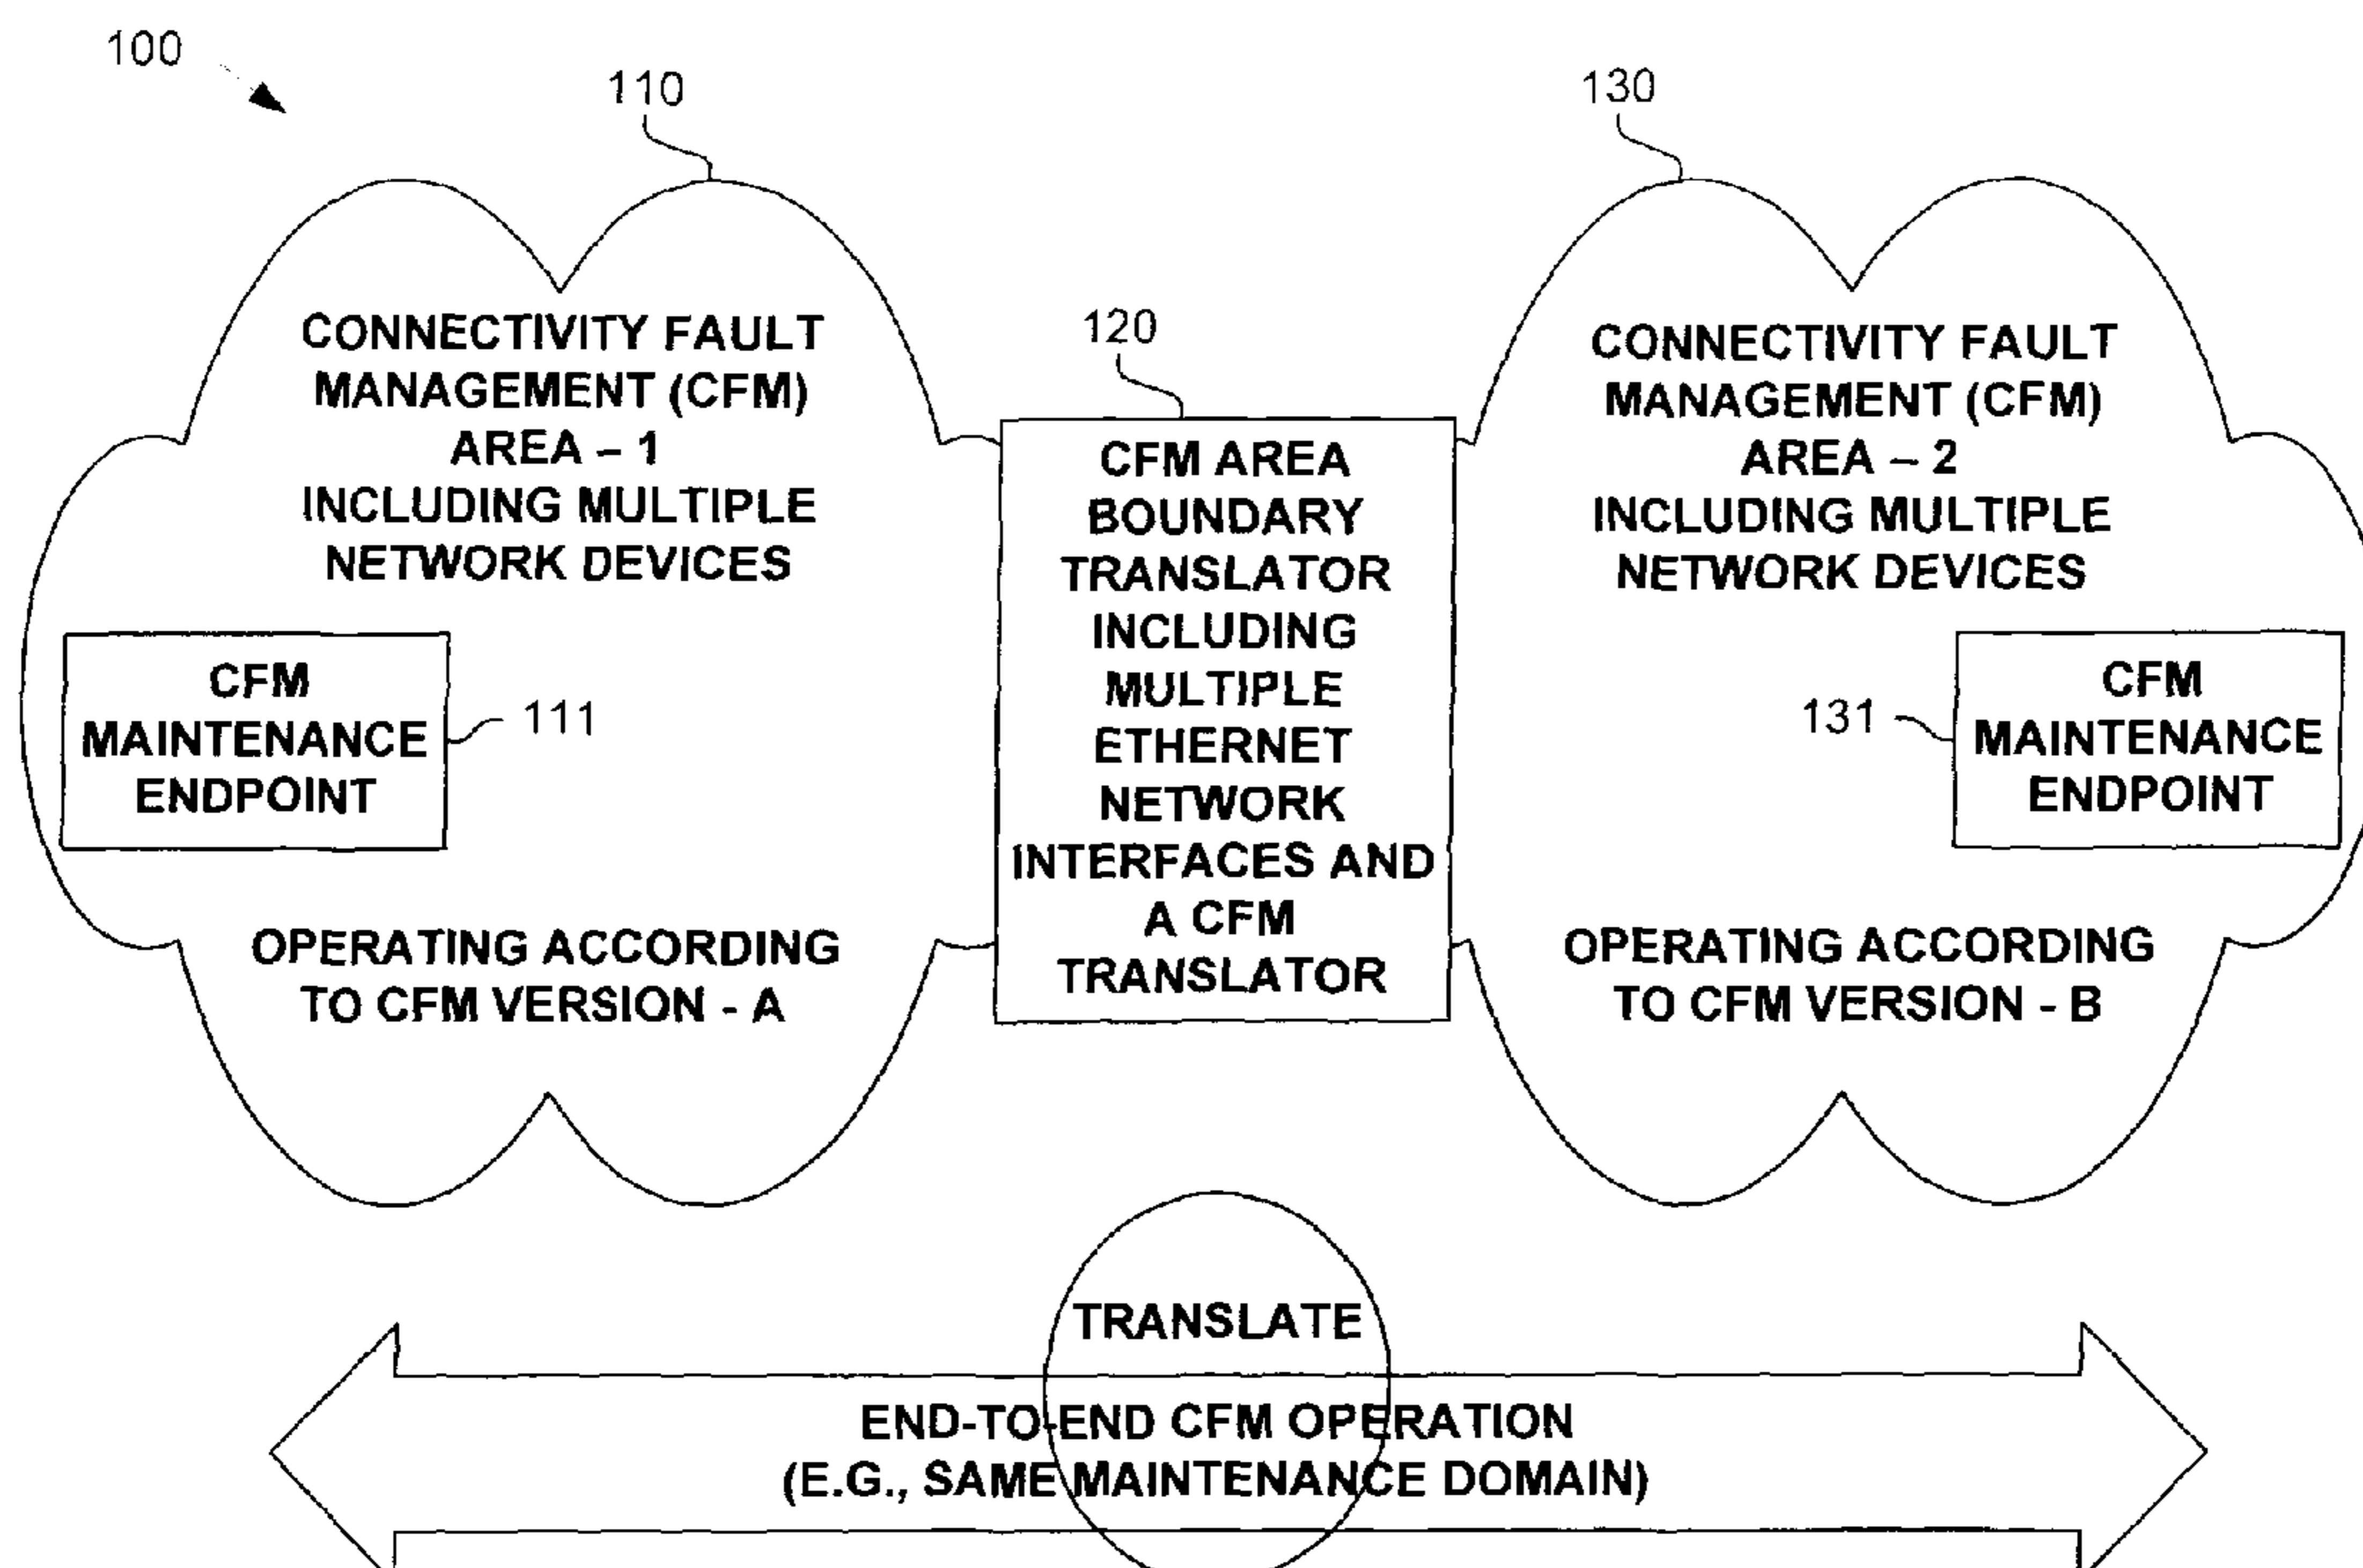 100
110
130
120
CONNECTIVITY FAULT
MANAGEMENT (CFM)
AREA – 1
INCLUDING MULTIPLE
NETWORK DEVICES
CFM
MAINTENANCE
ENDPOINT
111
OPERATING ACCORDING
TO CFM VERSION - A
CFM AREA
BOUNDARY
TRANSLATOR
INCLUDING
MULTIPLE
ETHERNET
NETWORK
INTERFACES AND
A CFM
TRANSLATOR
CONNECTIVITY FAULT
MANAGEMENT (CFM)
AREA – 2
INCLUDING MULTIPLE
NETWORK DEVICES
131
CFM
MAINTENANCE
ENDPOINT
OPERATING ACCORDING
TO CFM VERSION - B
TRANSLATE
END-TO-END CFM OPERATION
(E.G., SAME MAINTENANCE DOMAIN)